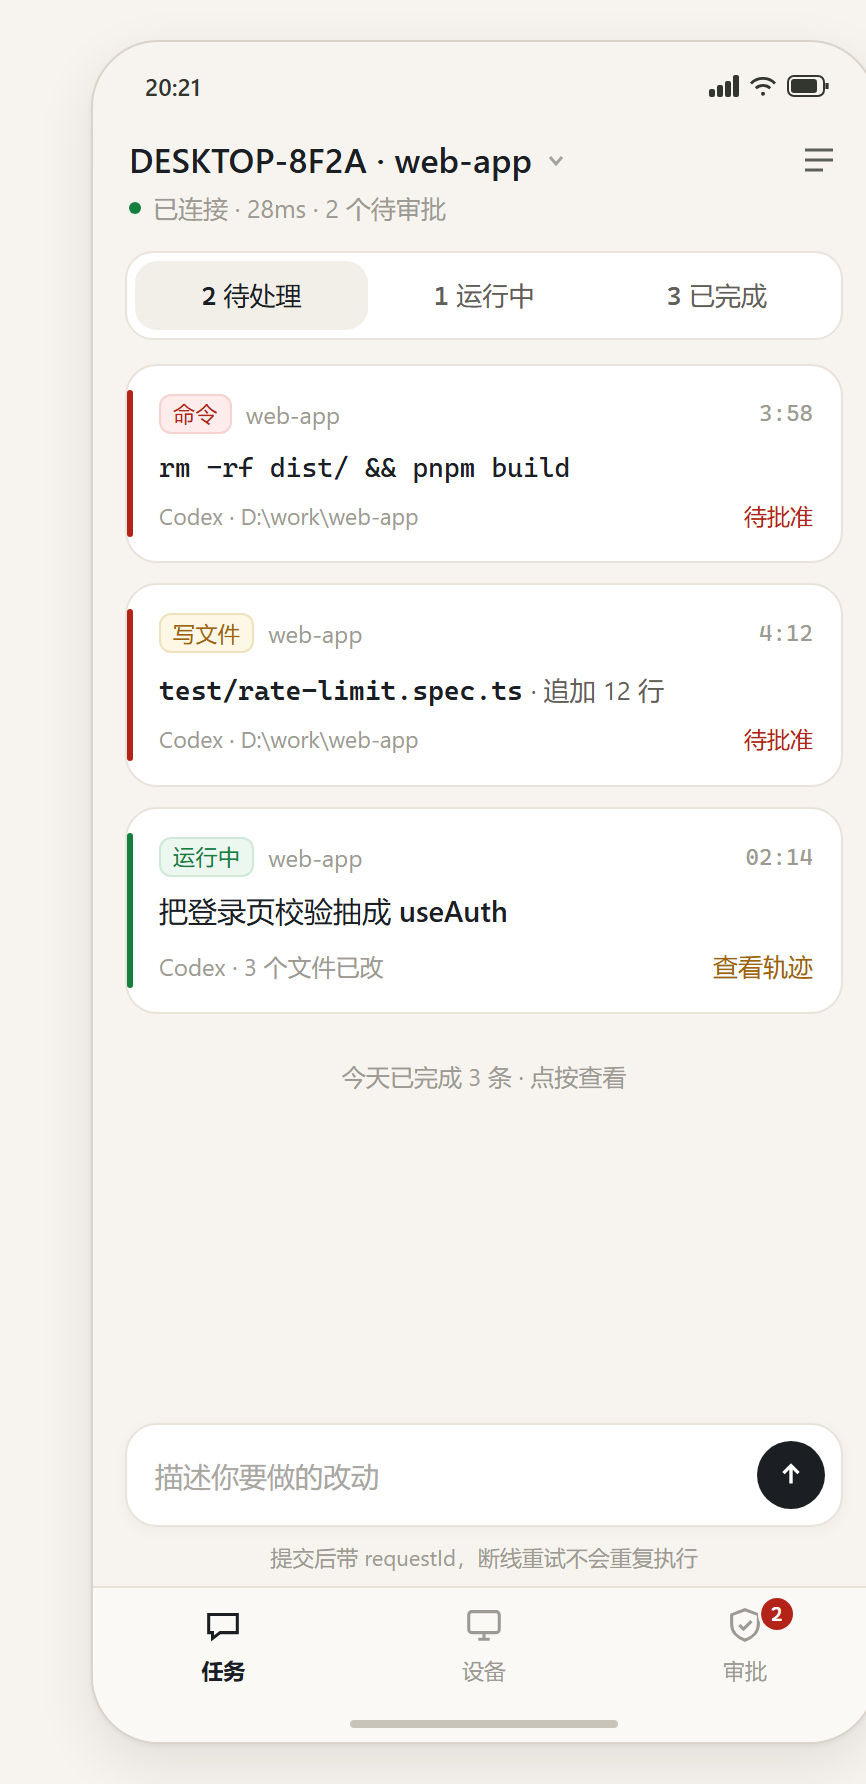 20:21
DESKTOP-8F2A · web-app
已连接 · 28ms · 2 个待审批
2 待处理 1 运行中 3 已完成
命令 web-app 3:58
rm -rf dist/ && pnpm build
Codex · D:\work\web-app 待批准
写文件 web-app 4:12
test/rate-limit.spec.ts · 追加 12 行
Codex · D:\work\web-app 待批准
运行中 web-app 02:14
把登录页校验抽成 useAuth
Codex · 3 个文件已改 查看轨迹
今天已完成 3 条 · 点按查看
描述你要做的改动
提交后带 requestId，断线重试不会重复执行
2
任务 设备 审批